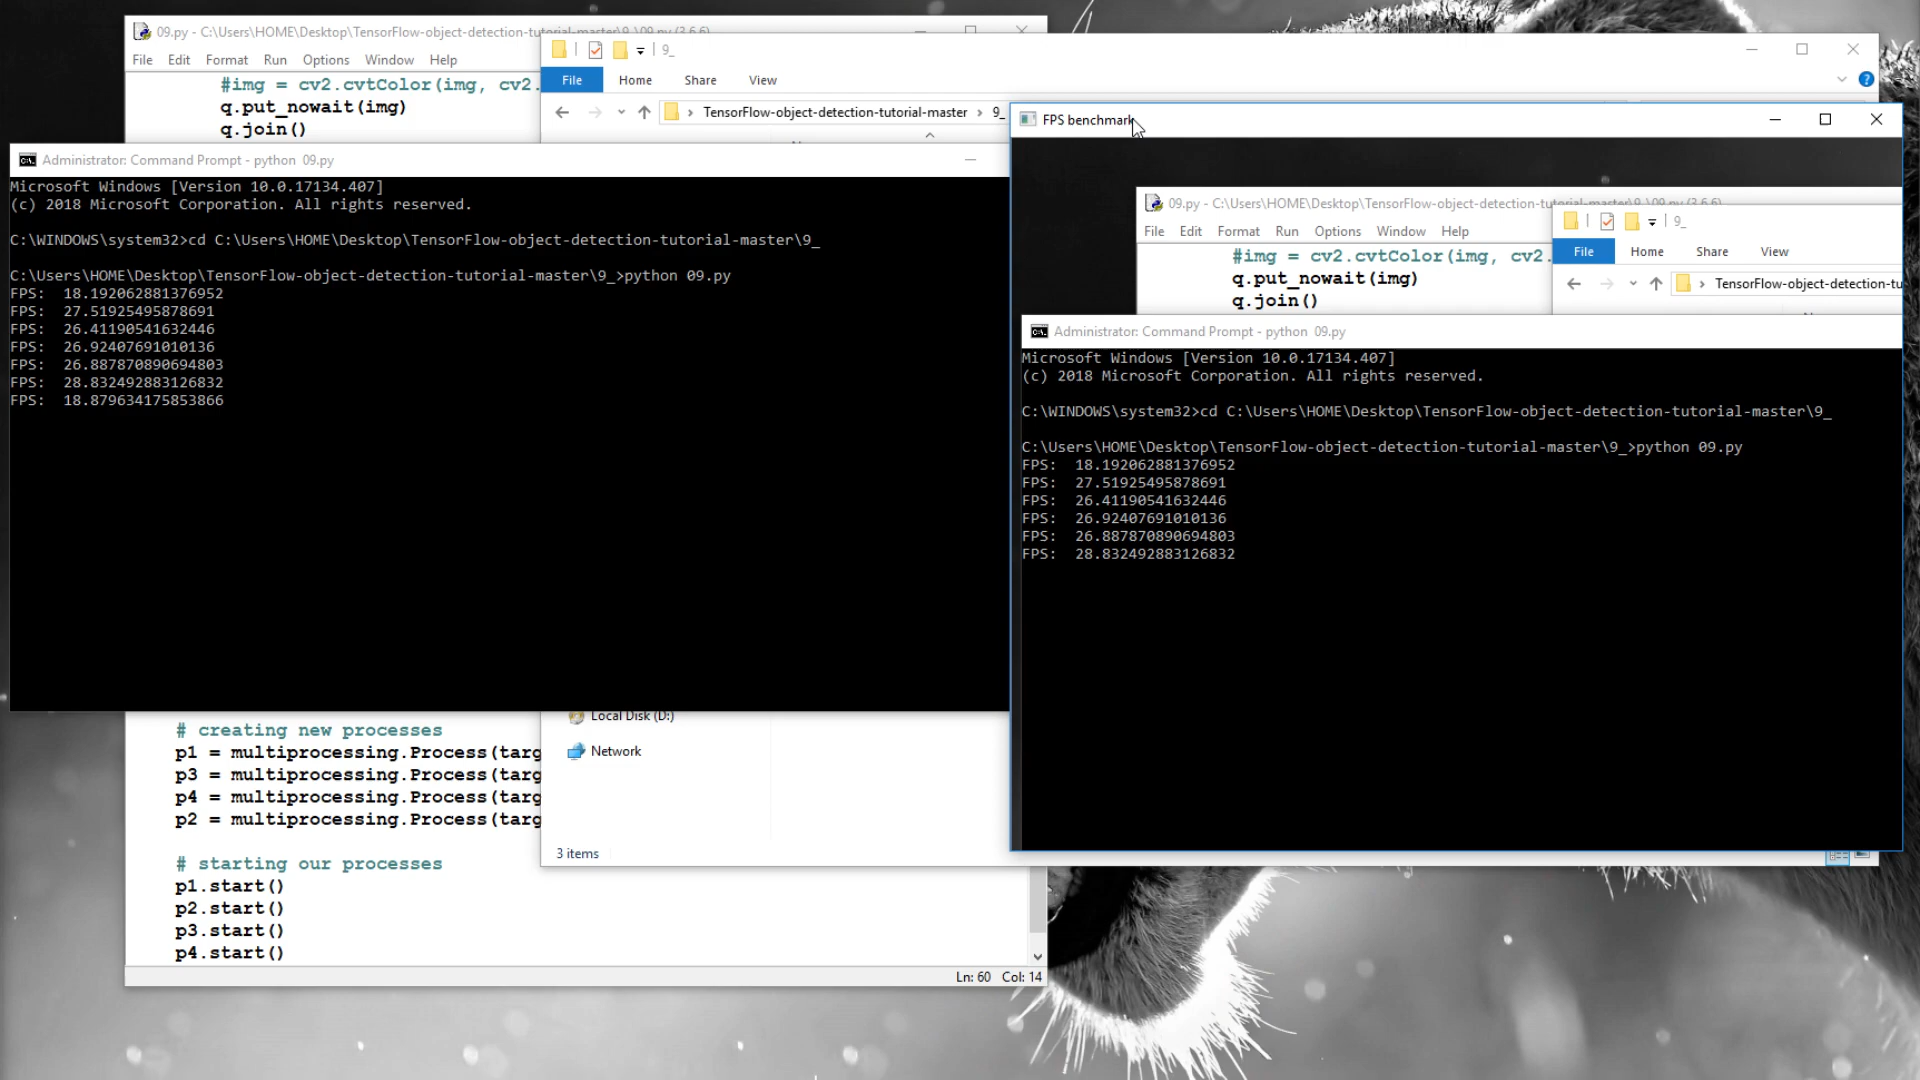 09.py - C:\Users\HOME\Desktop\TensorFlow-object-detection-tutorial-master\9_\09.py (3.6.6)
File Edit Format Run Options Window Help
#img = cv2.cvtColor(img, cv2.
q.put_nowait(img)
q.join()
9_
File Home Share View
TensorFlow-object-detection-tutorial-master › 9_
Administrator: Command Prompt - python 09.py
Microsoft Windows [Version 10.0.17134.407]
(c) 2018 Microsoft Corporation. All rights reserved.
C:\WINDOWS\system32>cd C:\Users\HOME\Desktop\TensorFlow-object-detection-tutorial-master\9_
C:\Users\HOME\Desktop\TensorFlow-object-detection-tutorial-master\9_>python 09.py
FPS: 18.192062881376952
FPS: 27.51925495878691
FPS: 26.41190541632446
FPS: 26.92407691010136
FPS: 26.887870890694803
FPS: 28.832492883126832
FPS: 18.879634175853866
Local Disk (D:)
Network
3 items
# creating new processes
p1 = multiprocessing.Process(targ
p3 = multiprocessing.Process(targ
p4 = multiprocessing.Process(targ
p2 = multiprocessing.Process(targ
# starting our processes
p1.start()
p2.start()
p3.start()
p4.start()
Ln: 60 Col: 14
FPS benchmark
09.py - C:\Users\HOME\Desktop\TensorFlow-object-detection-tutorial-master\9_\09.py (3.6.6)
File Edit Format Run Options Window Help
#img = cv2.cvtColor(img, cv2.
q.put_nowait(img)
q.join()
9_
File Home Share View
TensorFlow-object-detection-tu
Administrator: Command Prompt - python 09.py
Microsoft Windows [Version 10.0.17134.407]
(c) 2018 Microsoft Corporation. All rights reserved.
C:\WINDOWS\system32>cd C:\Users\HOME\Desktop\TensorFlow-object-detection-tutorial-master\9_
C:\Users\HOME\Desktop\TensorFlow-object-detection-tutorial-master\9_>python 09.py
FPS: 18.192062881376952
FPS: 27.51925495878691
FPS: 26.41190541632446
FPS: 26.92407691010136
FPS: 26.887870890694803
FPS: 28.832492883126832